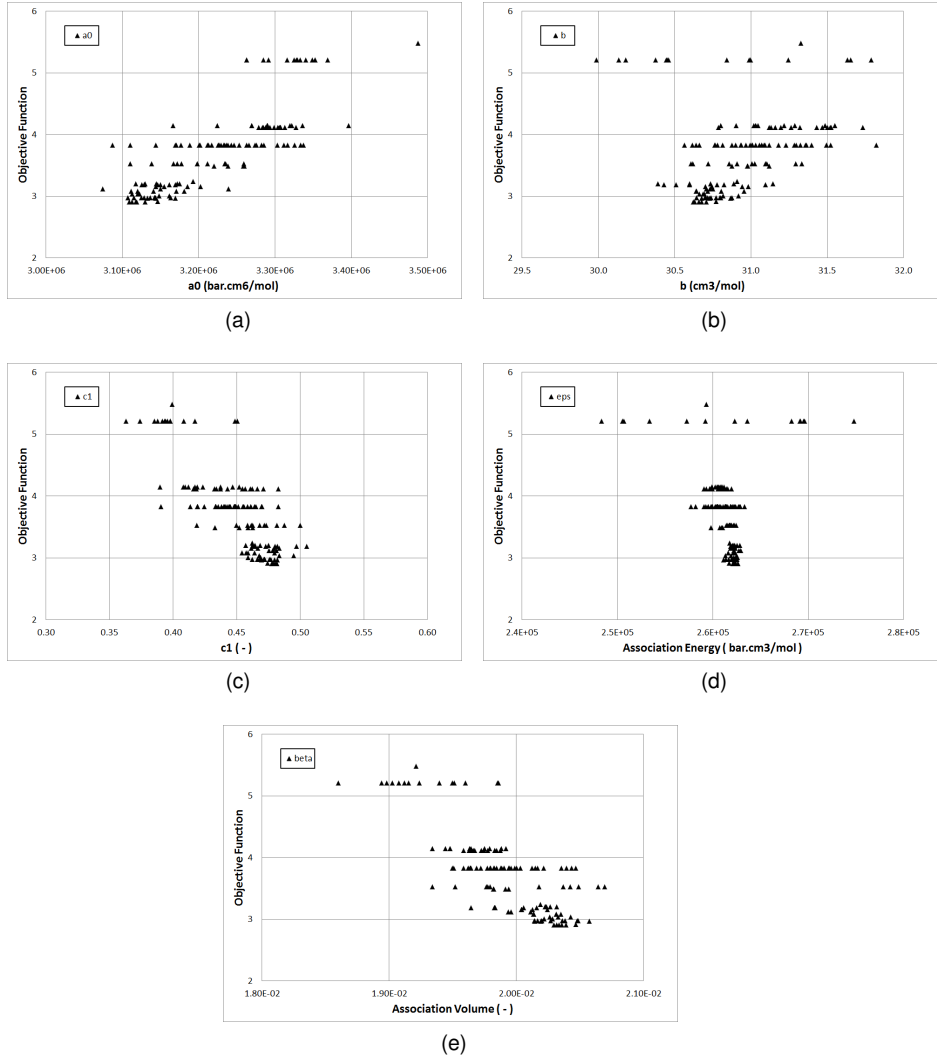 a0
Objective Function
6
5
4
3
2
3.00E+06 3.10E+06 3.20E+06 3.30E+06 3.40E+06 3.50E+06
a0 (bar.cm6/mol)
(a)
b
Objective Function
6
5
4
3
2
29.5 30.0 30.5 31.0 31.5 32.0
b (cm3/mol)
(b)
c1
Objective Function
6
5
4
3
2
0.30 0.35 0.40 0.45 0.50 0.55 0.60
c1 ( - )
(c)
eps
Objective Function
6
5
4
3
2
2.4E+05 2.5E+05 2.6E+05 2.7E+05 2.8E+05
Association Energy ( bar.cm3/mol )
(d)
beta
Objective Function
6
5
4
3
2
1.80E-02 1.90E-02 2.00E-02 2.10E-02
Association Volume ( - )
(e)